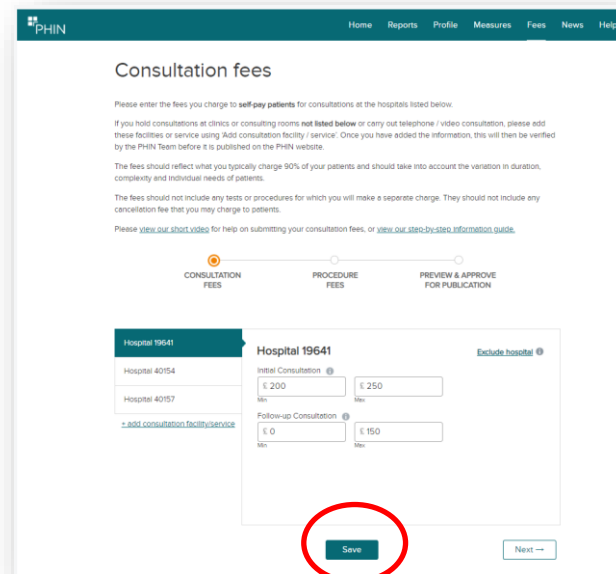 PHIN
Home Reports Profile Measures Fees News Help
Consultation fees
Please enter the fees you charge to self-pay patients for consultations at the hospitals listed below.
If you hold consultations at clinics or consulting rooms not listed below or carry out telephone / video consultation, please add
these facilities or service using 'Add consultation facility / service'. Once you have added the information, this will then be verified
by the PHIN Team before it is published on the PHIN website.
The fees should reflect what you typically charge 90% of your patients and should take into account the variation in duration,
complexity and individual needs of patients.
The fees should not include any tests or procedures for which you will make a separate charge. They should not include any
cancellation fee that you may charge to patients.
Please view our short video for help on submitting your consultation fees, or view our step-by-step information guide.
CONSULTATION FEES
PROCEDURE FEES
PREVIEW & APPROVE FOR PUBLICATION
Hospital 19641
Hospital 40154
Hospital 40157
+ add consultation facility/service
Hospital 19641
Exclude hospital
Initial Consultation
£ 200 £ 250
Min Max
Follow-up Consultation
£ 0 £ 150
Min Max
Save
Next →